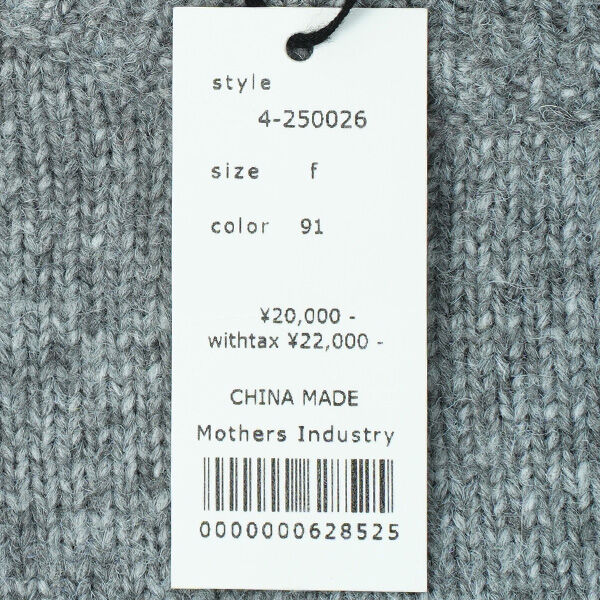 style
4-250026
size f
color 91
¥20,000 -
withtax ¥22,000 -
CHINA MADE
Mothers Industry
0000000628525